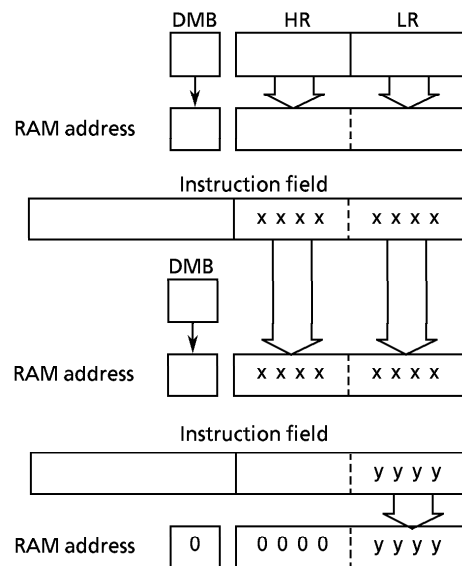 DMB HR LR
RAM address
Instruction field
x x x x x x x x
DMB
RAM address x x x x x x x x
Instruction field
y y y y
RAM address 0 0 0 0 0 y y y y